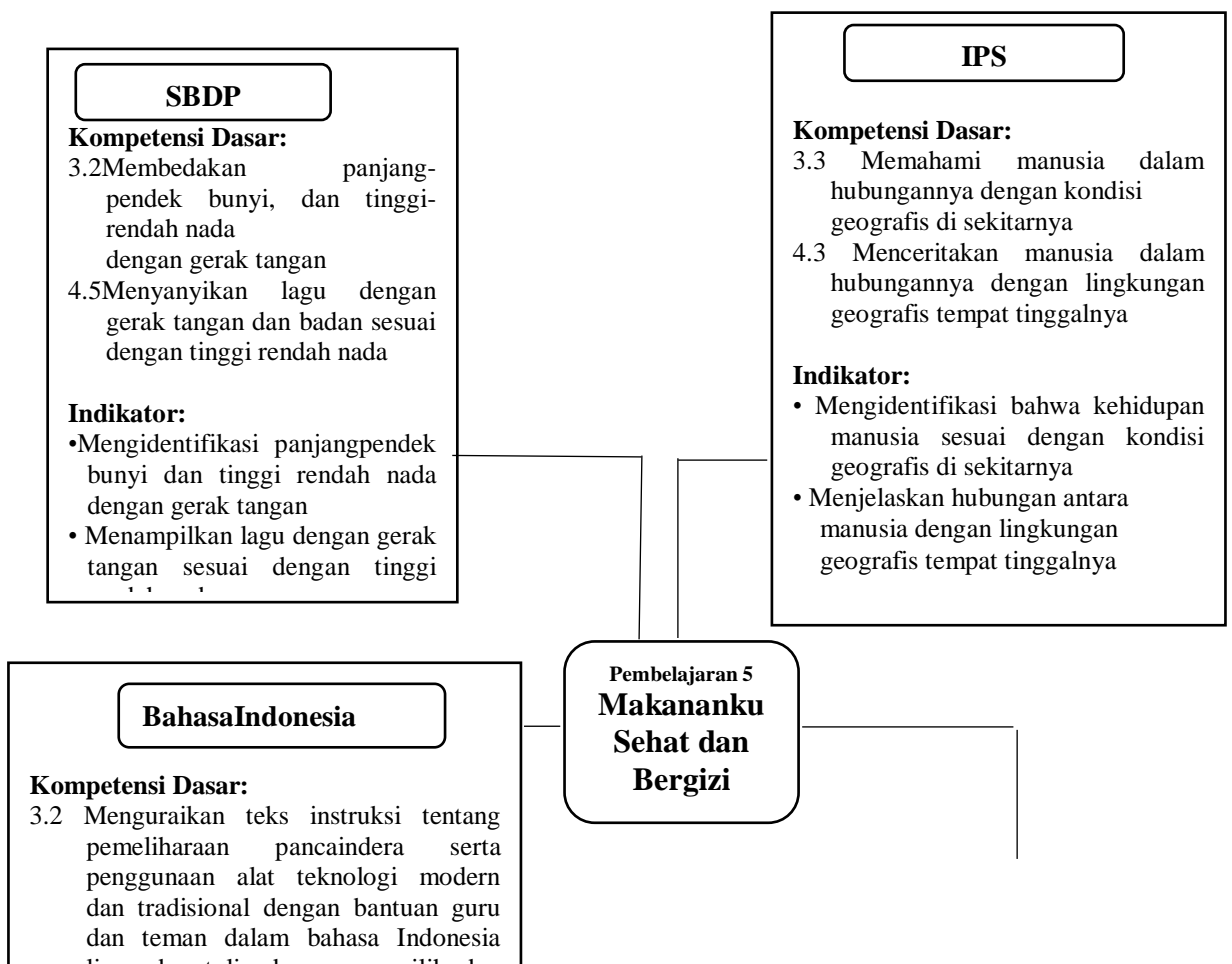 SBDP
Kompetensi Dasar:
3.2Membedakan panjang-
pendek bunyi, dan tinggi-
rendah nada
dengan gerak tangan
4.5Menyanyikan lagu dengan
gerak tangan dan badan sesuai
dengan tinggi rendah nada
Indikator:
•Mengidentifikasi panjangpendek
bunyi dan tinggi rendah nada
dengan gerak tangan
• Menampilkan lagu dengan gerak
tangan sesuai dengan tinggi
IPS
Kompetensi Dasar:
3.3 Memahami manusia dalam
hubungannya dengan kondisi
geografis di sekitarnya
4.3 Menceritakan manusia dalam
hubungannya dengan lingkungan
geografis tempat tinggalnya
Indikator:
• Mengidentifikasi bahwa kehidupan
manusia sesuai dengan kondisi
geografis di sekitarnya
• Menjelaskan hubungan antara
manusia dengan lingkungan
geografis tempat tinggalnya
Pembelajaran 5
Makananku
Sehat dan
Bergizi
BahasaIndonesia
Kompetensi Dasar:
3.2 Menguraikan teks instruksi tentang
pemeliharaan pancaindera serta
penggunaan alat teknologi modern
dan tradisional dengan bantuan guru
dan teman dalam bahasa Indonesia